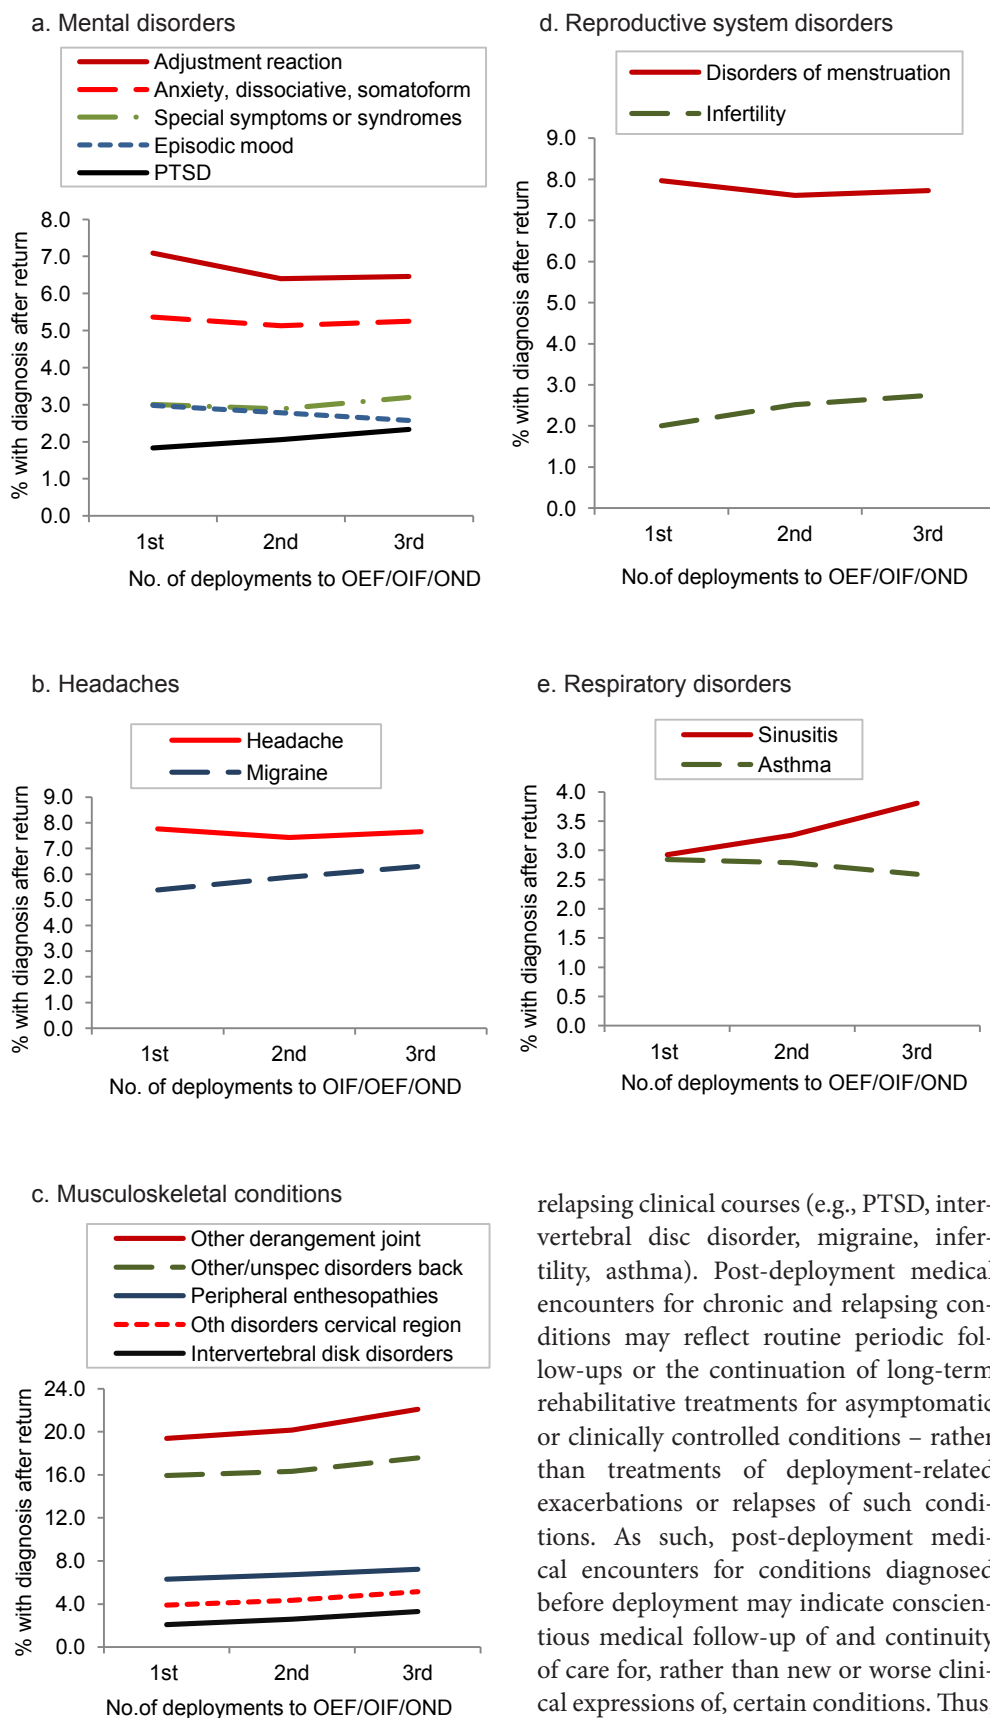 a. Mental disorders
Adjustment reaction
Anxiety, dissociative, somatoform
Special symptoms or syndromes
Episodic mood
PTSD
% with diagnosis after return
8.0
7.0
6.0
5.0
4.0
3.0
2.0
1.0
0.0
1st 2nd 3rd
No. of deployments to OEF/OIF/OND
b. Headaches
Headache
Migraine
% with diagnosis after return
9.0
8.0
7.0
6.0
5.0
4.0
3.0
2.0
1.0
0.0
1st 2nd 3rd
No. of deployments to OIF/OEF/OND
c. Musculoskeletal conditions
Other derangement joint
Other/unspec disorders back
Peripheral enthesopathies
Oth disorders cervical region
Intervertebral disk disorders
% with diagnosis after return
24.0
20.0
16.0
12.0
8.0
4.0
0.0
1st 2nd 3rd
No.of deployments to OEF/OIF/OND
d. Reproductive system disorders
Disorders of menstruation
Infertility
% with diagnosis after return
9.0
8.0
7.0
6.0
5.0
4.0
3.0
2.0
1.0
0.0
1st 2nd 3rd
No.of deployments to OEF/OIF/OND
e. Respiratory disorders
Sinusitis
Asthma
% with diagnosis after return
4.0
3.5
3.0
2.5
2.0
1.5
1.0
0.5
0.0
1st 2nd 3rd
No.of deployments to OEF/OIF/OND
relapsing clinical courses (e.g., PTSD, inter-
vertebral disc disorder, migraine, infer-
tility, asthma). Post-deployment medical
encounters for chronic and relapsing con-
ditions may reflect routine periodic fol-
low-ups or the continuation of long-term
rehabilitative treatments for asymptomatic
or clinically controlled conditions – rather
than treatments of deployment-related
exacerbations or relapses of such condi-
tions. As such, post-deployment medi-
cal encounters for conditions diagnosed
before deployment may indicate conscien-
tious medical follow-up of and continuity
of care for, rather than new or worse clini-
cal expressions of, certain conditions. Thus